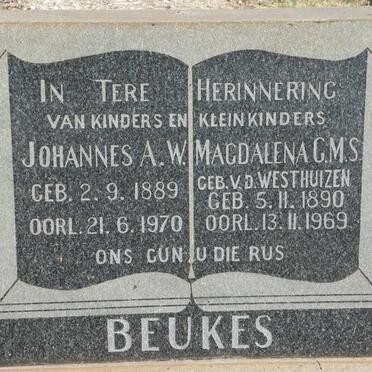 IN TERE HERINNERING
VAN KINDERS EN KLEINKINDERS
JOHANNES A.W.
GEB. 2.9.1889
OORL. 21.6.1970
MAGDALENA C.M.S.
GEB. V.D. WESTHUIZEN
GEB. 5.11.1890
OORL. 13.11.1969
ONS GUN U DIE RUS
BEUKES